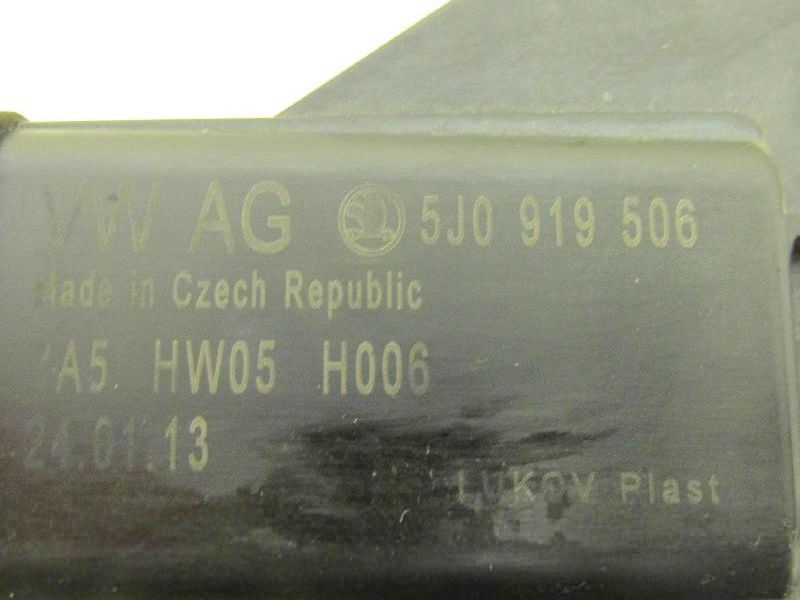 VW AG 5J0 919 506
Made in Czech Republic
A5 HW05 H006
24.01.13
LUKOV Plast